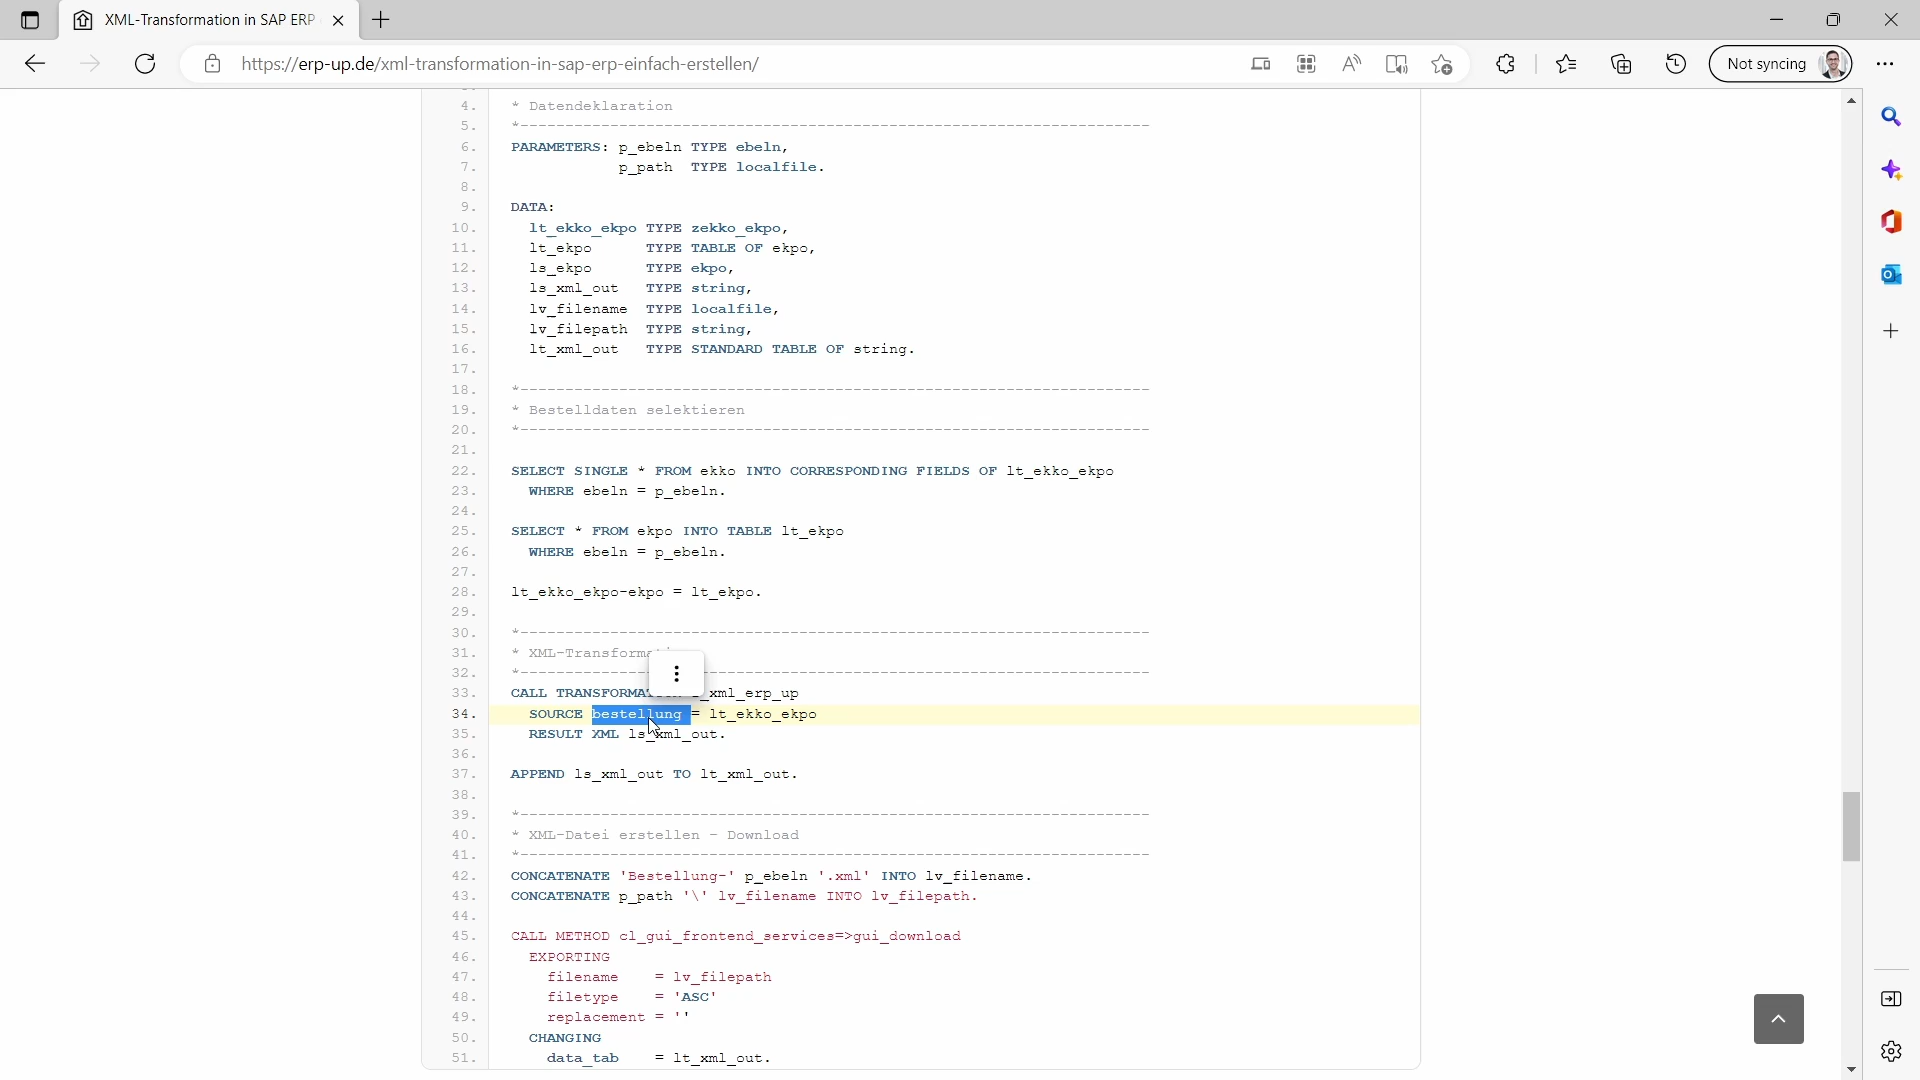 XML-Transformation in SAP ERP
https://erp-up.de/xml-transformation-in-sap-erp-einfach-erstellen/
Not syncing
4. * Datendeklaration
5. *----------------------------------------------------------------------
6. PARAMETERS: p_ebeln TYPE ebeln,
7. p_path TYPE localfile.
8.
9. DATA:
10. lt_ekko_ekpo TYPE zekko_ekpo,
11. lt_ekpo TYPE TABLE OF ekpo,
12. ls_ekpo TYPE ekpo,
13. ls_xml_out TYPE string,
14. lv_filename TYPE localfile,
15. lv_filepath TYPE string,
16. lt_xml_out TYPE STANDARD TABLE OF string.
17.
18. *----------------------------------------------------------------------
19. * Bestelldaten selektieren
20. *----------------------------------------------------------------------
21.
22. SELECT SINGLE * FROM ekko INTO CORRESPONDING FIELDS OF lt_ekko_ekpo
23. WHERE ebeln = p_ebeln.
24.
25. SELECT * FROM ekpo INTO TABLE lt_ekpo
26. WHERE ebeln = p_ebeln.
27.
28. lt_ekko_ekpo-ekpo = lt_ekpo.
29.
30. *----------------------------------------------------------------------
31. * XML-Transformati
32. *----------------------------------------------------------------------
33. CALL TRANSFORMA _xml_erp_up
34. SOURCE bestellung = lt_ekko_ekpo
35. RESULT XML ls_xml_out.
36.
37. APPEND ls_xml_out TO lt_xml_out.
38.
39. *----------------------------------------------------------------------
40. * XML-Datei erstellen - Download
41. *----------------------------------------------------------------------
42. CONCATENATE 'Bestellung-' p_ebeln '.xml' INTO lv_filename.
43. CONCATENATE p_path '\' lv_filename INTO lv_filepath.
44.
45. CALL METHOD cl_gui_frontend_services=>gui_download
46. EXPORTING
47. filename = lv_filepath
48. filetype = 'ASC'
49. replacement = ''
50. CHANGING
51. data_tab = lt_xml_out.